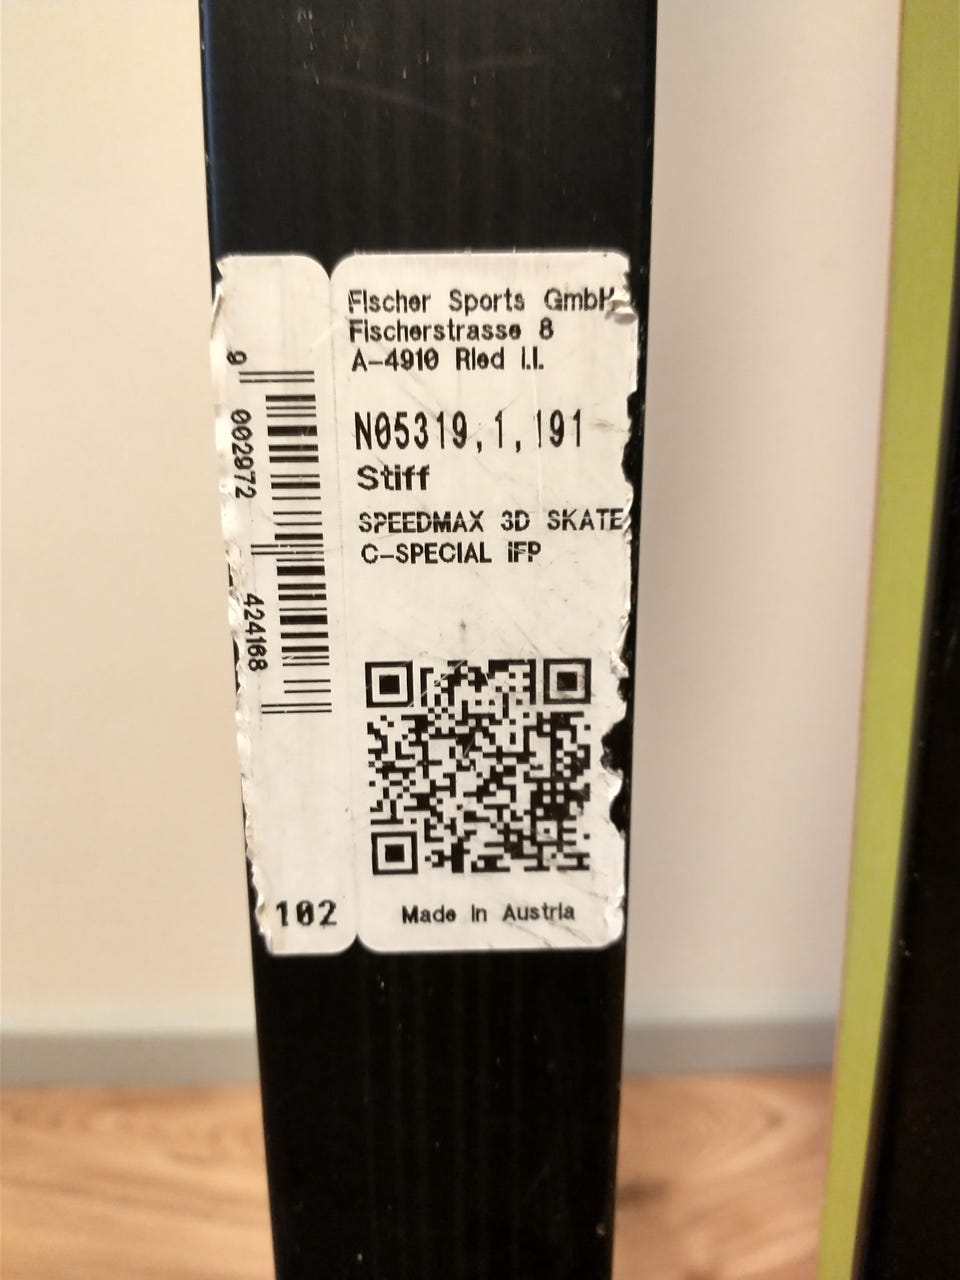 Fischer Sports GmbH
Fischerstrasse 8
A-4910 Ried i.I.
N05319,1,191
Stiff
SPEEDMAX 3D SKATE
C-SPECIAL IFP
Made in Austria
9 002972 424168
102